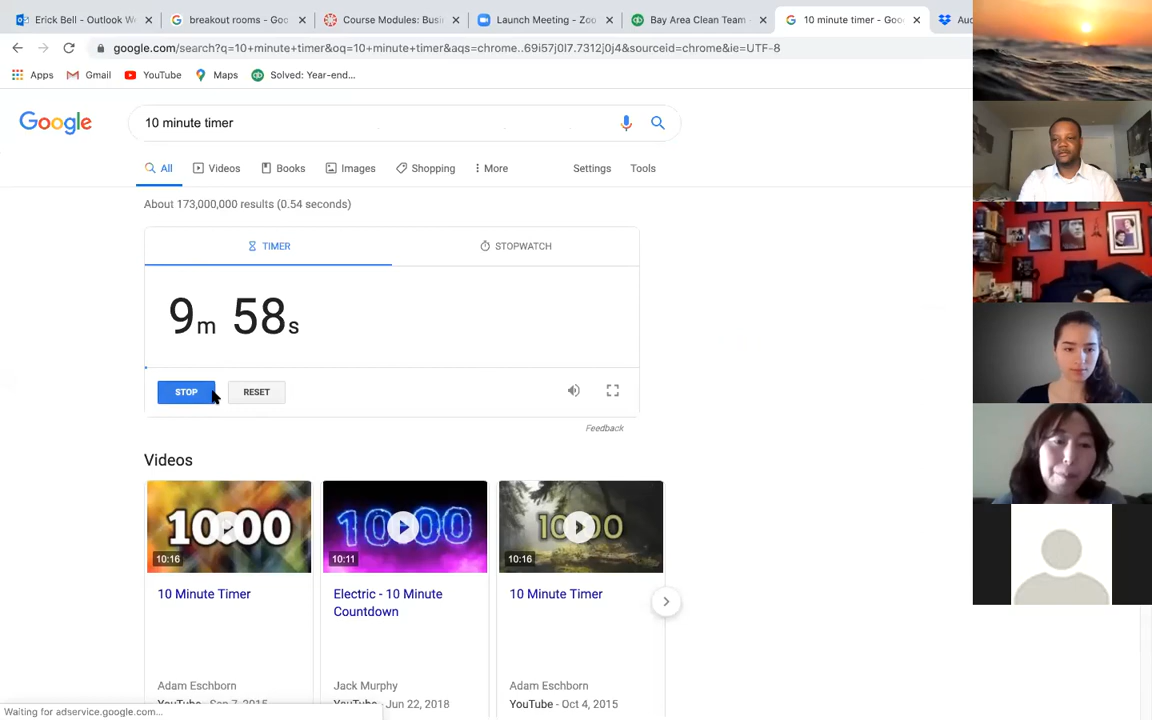 Erick Bell - Outlook W
breakout rooms - Goo
Course Modules: Busi
Launch Meeting - Zoo
Bay Area Clean Team -
10 minute timer - Goo
google.com/search?q=10+minute+timer&oq=10+minute+timer&aqs=chrome..69i57j0l7.7312j0j4&sourceid=chrome&ie=UTF-8
Apps Gmail YouTube Maps Solved: Year-end...
Google
10 minute timer
All Videos Books Images Shopping More Settings Tools
About 173,000,000 results (0.54 seconds)
TIMER STOPWATCH
9m 58s
STOP RESET
Feedback
Videos
10:00
10:00
10:00
10:16
10:11
10:16
10 Minute Timer
Electric - 10 Minute
Countdown
10 Minute Timer
Adam Eschborn
Jack Murphy
Adam Eschborn
YouTube - Sep 7, 2015
YouTube - Jun 22, 2018
YouTube - Oct 4, 2015
Waiting for adservice.google.com...